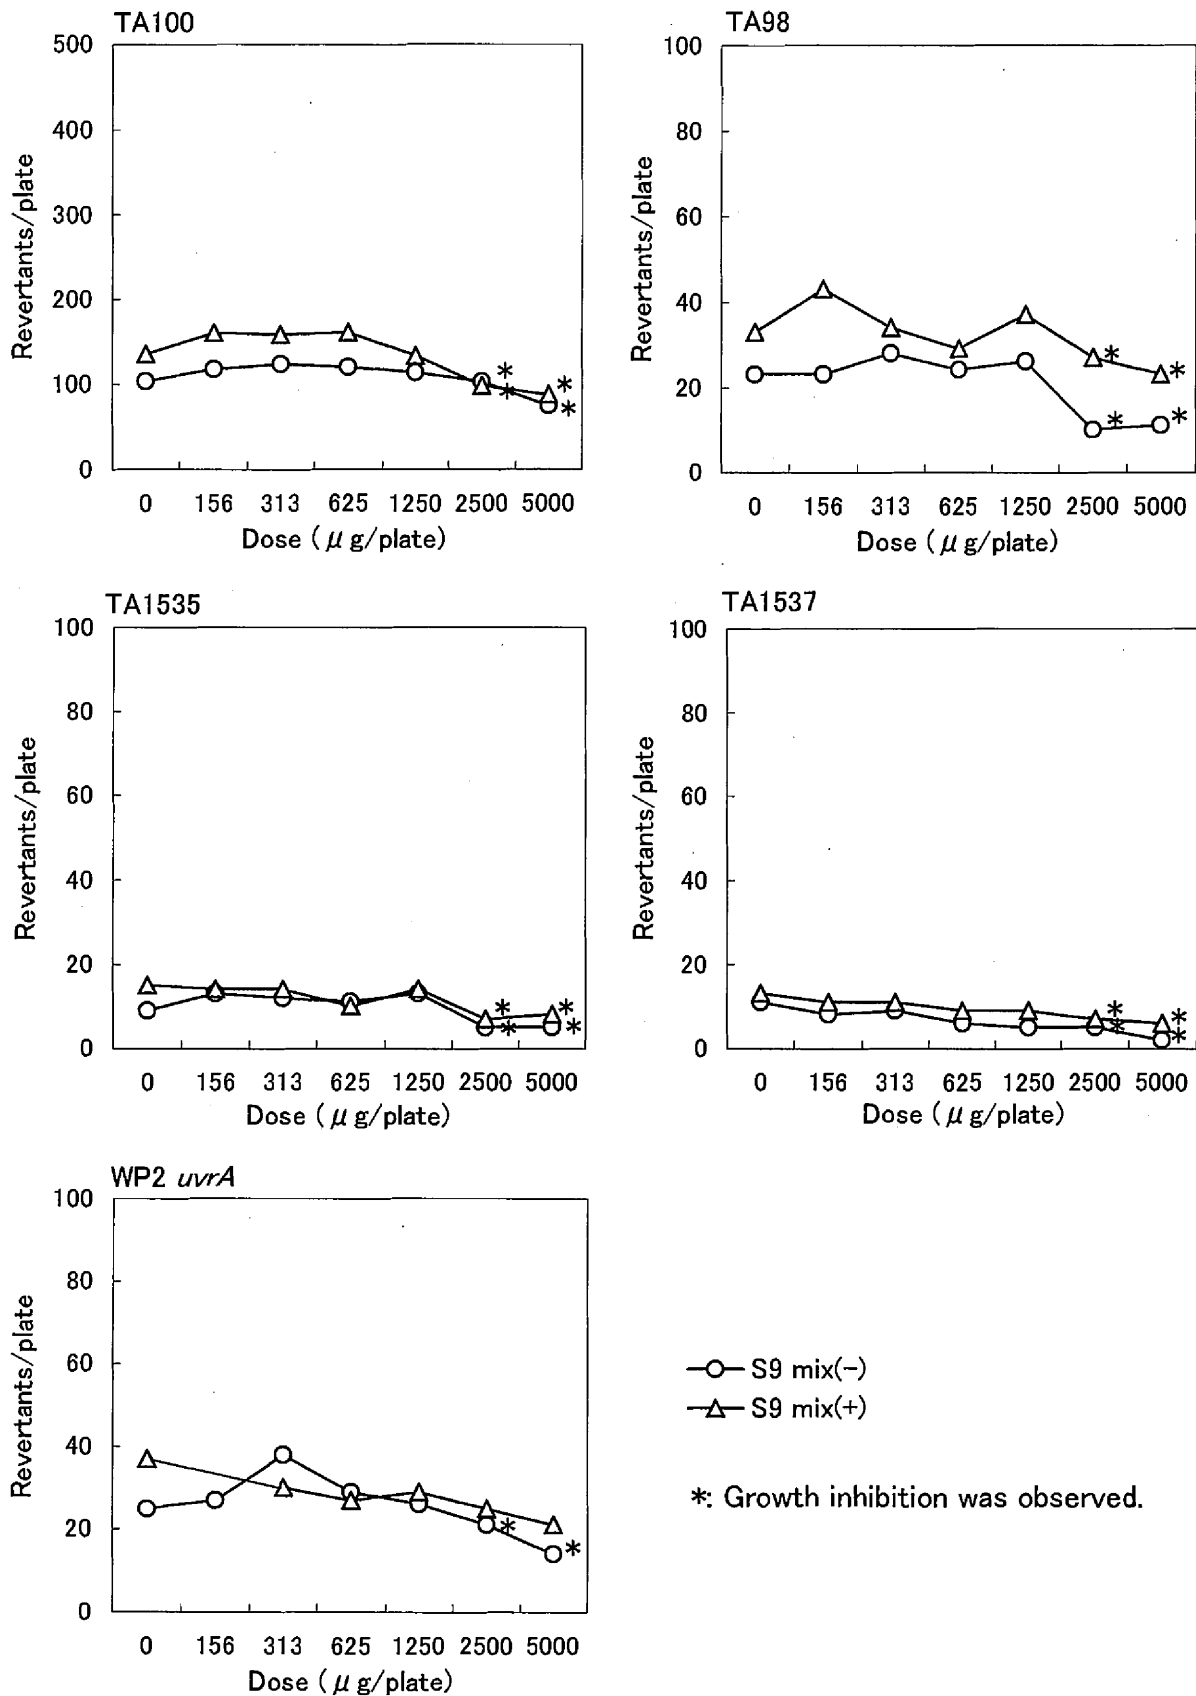 TA100
500
400
300
200
100
0
Revertants/plate
0 156 313 625 1250 2500 5000
Dose ( μ g/plate)
TA98
100
80
60
40
20
0
Revertants/plate
0 156 313 625 1250 2500 5000
Dose ( μ g/plate)
TA1535
100
80
60
40
20
0
Revertants/plate
0 156 313 625 1250 2500 5000
Dose ( μ g/plate)
TA1537
100
80
60
40
20
0
Revertants/plate
0 156 313 625 1250 2500 5000
Dose ( μ g/plate)
WP2 uvrA
100
80
60
40
20
0
Revertants/plate
0 156 313 625 1250 2500 5000
Dose ( μ g/plate)
S9 mix(-)
S9 mix(+)
*: Growth inhibition was observed.